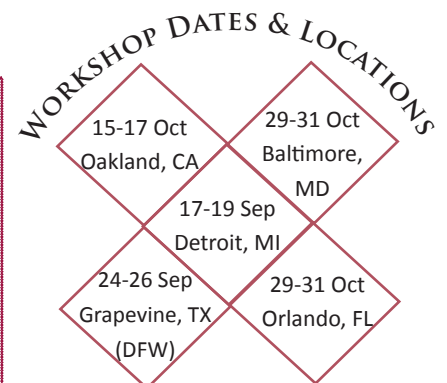 WORKSHOP DATES & LOCATIONS
15-17 Oct
Oakland, CA
29-31 Oct
Baltimore,
MD
17-19 Sep
Detroit, MI
24-26 Sep
Grapevine, TX
(DFW)
29-31 Oct
Orlando, FL